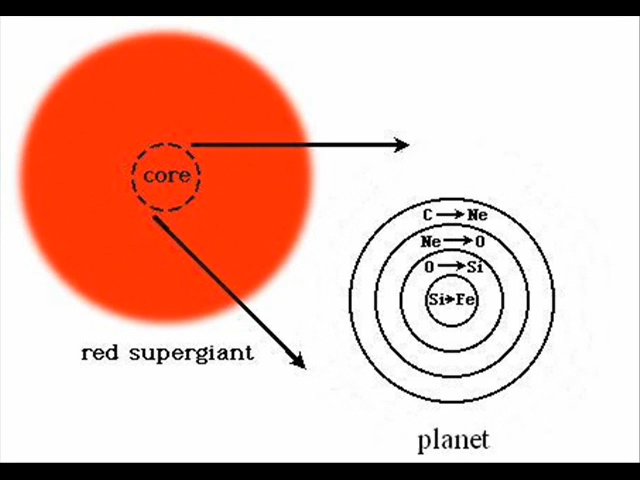 core
C → Ne
Ne → O
O → Si
Si → Fe
red supergiant
planet